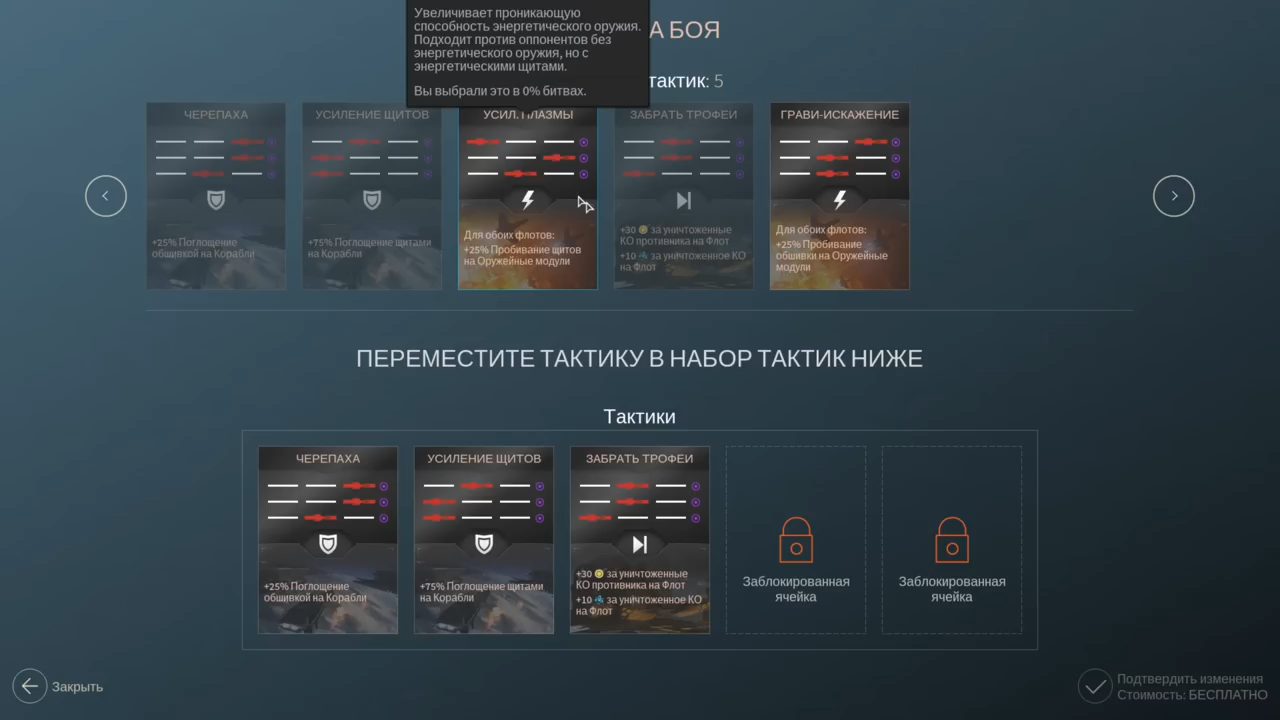 Увеличивает проникающую
способность энергетического оружия.
Подходит против оппонентов без
энергетического оружия, но с
энергетическими щитами.
Вы выбрали это в 0% битвах.
А БОЯ
тактик: 5
ЧЕРЕПАХА
+25% Поглощение
обшивкой на Корабли
УСИЛЕНИЕ ЩИТОВ
+75% Поглощение щитами
на Корабли
УСИЛ. ПЛАЗМЫ
Для обоих флотов:
+25% Пробивание щитов
на Оружейные модули
ЗАБРАТЬ ТРОФЕИ
+30 за уничтоженные
КО противника на Флот
+10 за уничтоженное КО
на Флот
ГРАВИ-ИСКАЖЕНИЕ
Для обоих флотов:
+25% Пробивание
обшивки на Оружейные
модули
ПЕРЕМЕСТИТЕ ТАКТИКУ В НАБОР ТАКТИК НИЖЕ
Тактики
ЧЕРЕПАХА
+25% Поглощение
обшивкой на Корабли
УСИЛЕНИЕ ЩИТОВ
+75% Поглощение щитами
на Корабли
ЗАБРАТЬ ТРОФЕИ
+30 за уничтоженные
КО противника на Флот
+10 за уничтоженное КО
на Флот
Заблокированная
ячейка
Заблокированная
ячейка
Закрыть
Подтвердить изменения
Стоимость: БЕСПЛАТНО